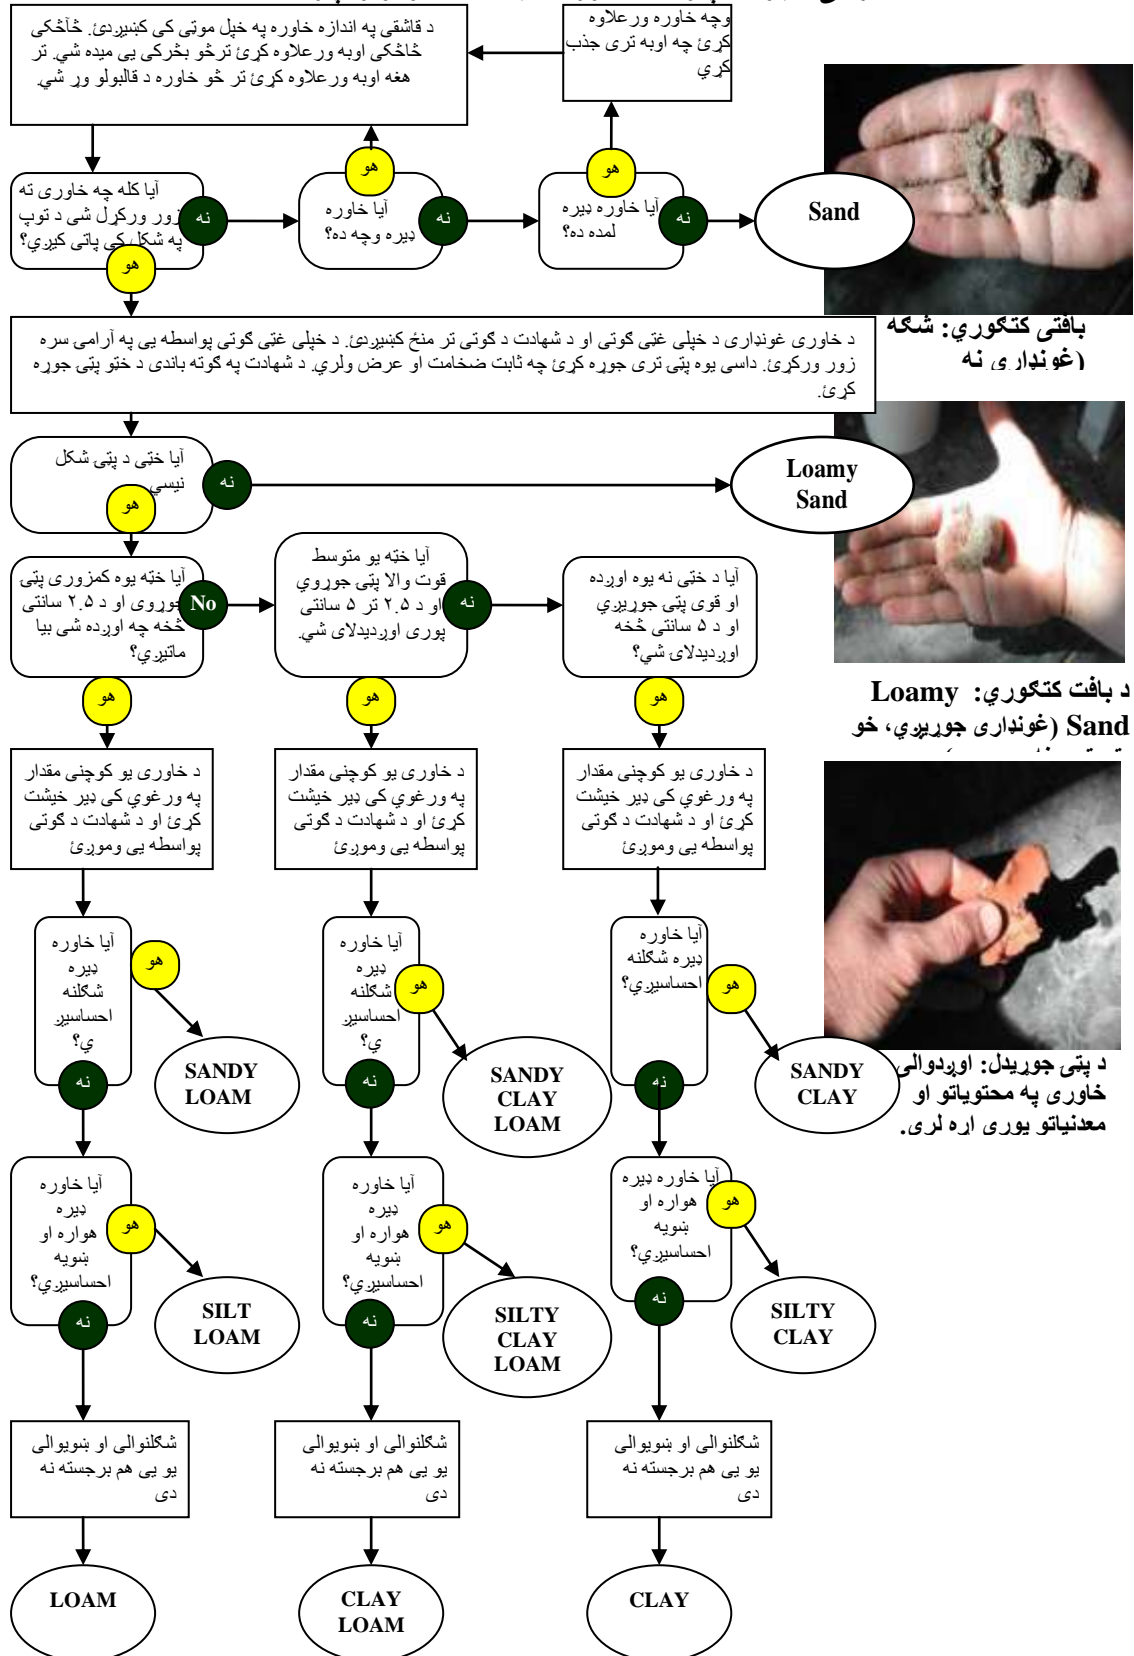 د قاشقی په اندازه خاوره په خپل موټی کی کښیږدئ. څاڅکی
څاڅکی اوبه ورعلاوه کړئ ترڅو بڅرکی یی میده شي. تر
هغه اوبه ورعلاوه کړئ تر څو خاوره د قالبولو وړ شي.
وچه خاوره ورعلاوه
کړئ چه اوبه تری جذب
کړي
آیا کله چه خاوری ته
زور ورکړل شی د توپ
په شکل کی پاتی کیږي؟
نه
هو
آیا خاوره
ډیره وچه ده؟
هو
نه
آیا خاوره ډیره
لمده ده؟
هو
نه
Sand
بافتی کتګوري: شګه
(غونډاری نه
د خاوری غونډاری د خپلی غټی ګوتی او د شهادت د ګوتی تر منځ کښیږدئ. د خپلی غټی ګوتی پواسطه یی په آرامی سره
زور ورکړئ. داسی یوه پټی تری جوړه کړئ چه ثابت ضخامت او عرض ولري. د شهادت په ګوته باندی د ختو پټی جوړه
کړئ.
آیا ختی د پټی شکل
نیسي
نه
هو
Loamy
Sand
آیا خته یوه کمزوری پټی
جوړوی او د ۲.۵ سانتی
څخه چه اوږده شی بیا
ماتیږي؟
No
هو
آیا خته یو متوسط
قوت والا پټی جوړوي
او د ۲.۵ تر ۵ سانتی
پوری اوږدیدلای شي.
نه
هو
آیا د ختی نه یوه اوږده
او قوی پټی جوړیږي
او د ۵ سانتی څخه
اوږدیدلای شي؟
هو
د بافت کتګوري: Loamy
Sand (غونډاری جوړیږي، خو
د خاوری یو کوچنی مقدار
په ورغوي کی ډیر خیشت
کړئ او د شهادت د ګوتی
پواسطه یی وموږئ
د خاوری یو کوچنی مقدار
په ورغوي کی ډیر خیشت
کړئ او د شهادت د ګوتی
پواسطه یی وموږئ
د خاوری یو کوچنی مقدار
په ورغوي کی ډیر خیشت
کړئ او د شهادت د ګوتی
پواسطه یی وموږئ
آیا خاوره
ډیره
شګلنه
احساسیږ
ي؟
هو
نه
SANDY
LOAM
آیا خاوره
ډیره
شګلنه
احساسیږ
ي؟
هو
نه
SANDY
CLAY
LOAM
آیا خاوره
ډیره شګلنه
احساسیږي؟
هو
نه
SANDY
CLAY
د پټی جوړیدل: اوږدوالی
خاوری په محتویاتو او
معدنیاتو پوری اړه لری.
آیا خاوره
ډیره
هواره او
ښویه
احساسیږي؟
هو
نه
SILT
LOAM
آیا خاوره
ډیره
هواره او
ښویه
احساسیږي؟
هو
نه
SILTY
CLAY
LOAM
آیا خاوره ډیره
هواره او
ښویه
احساسیږي؟
هو
نه
SILTY
CLAY
شګلنوالی او ښویوالی
یو یی هم برجسته نه
دی
شګلنوالی او ښویوالی
یو یی هم برجسته نه
دی
شګلنوالی او ښویوالی
یو یی هم برجسته نه
دی
LOAM
CLAY
LOAM
CLAY